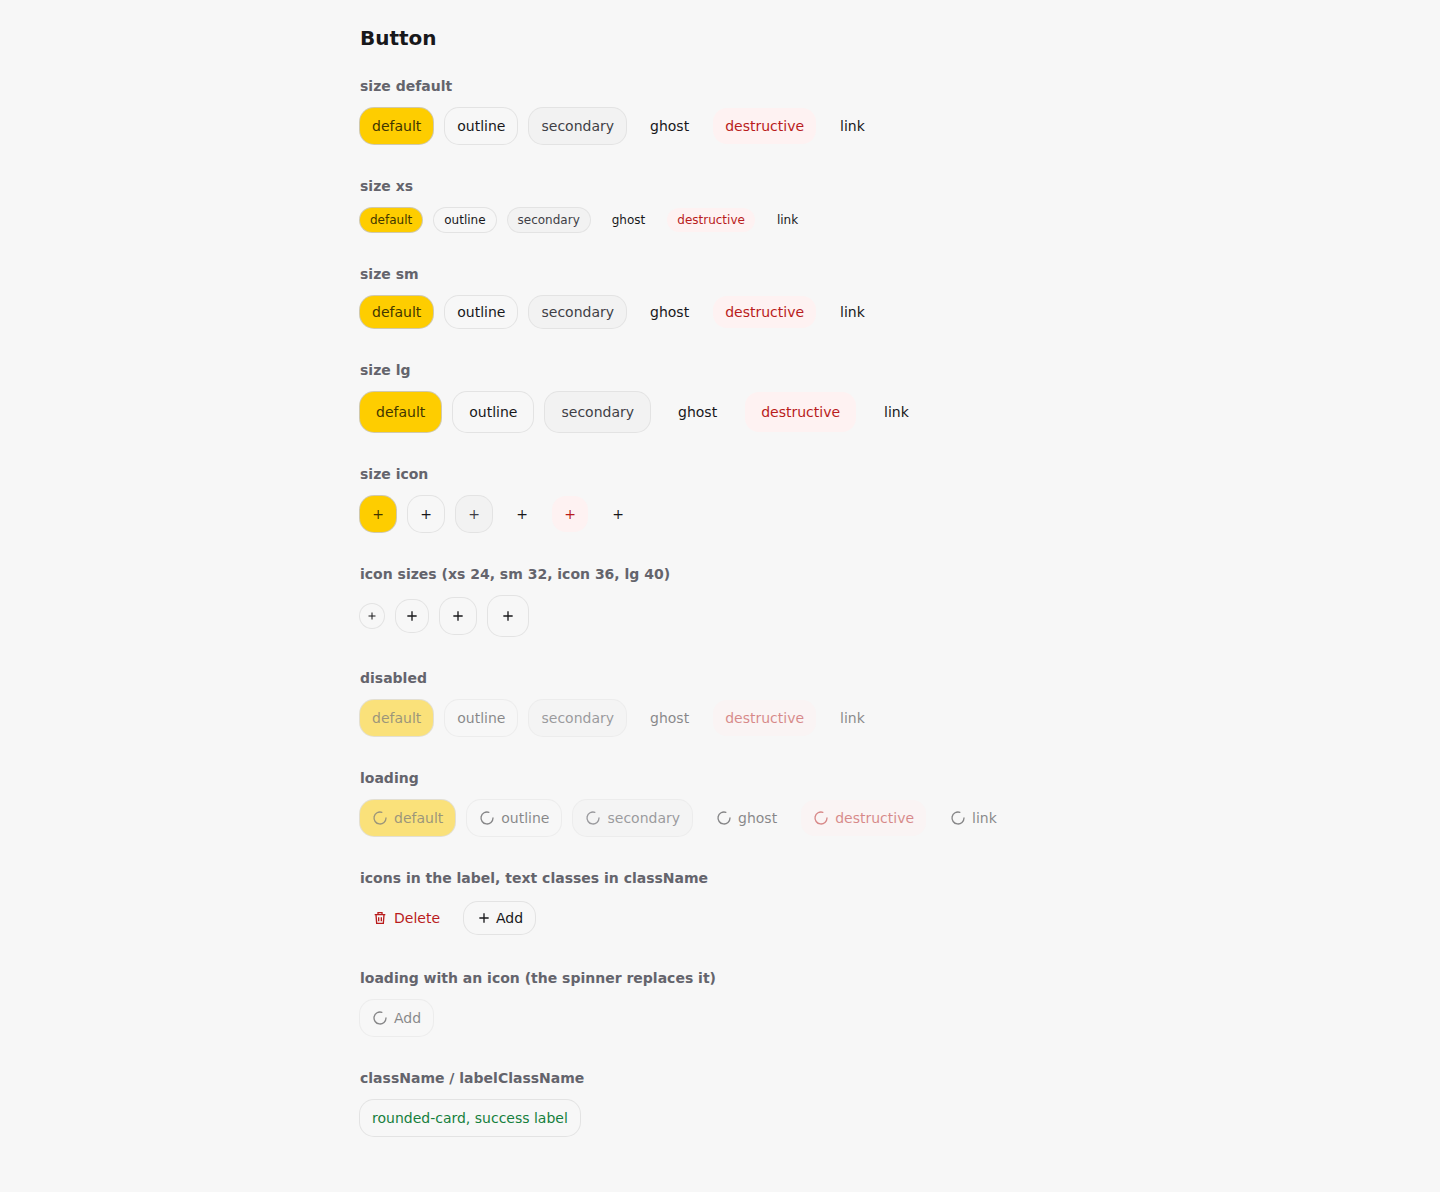 Button
size default
default outline secondary ghost destructive link
size xs
default outline secondary ghost destructive link
size sm
default outline secondary ghost destructive link
size lg
default outline secondary ghost destructive link
size icon
+ + + + + +
icon sizes (xs 24, sm 32, icon 36, lg 40)
+ + + +
disabled
default outline secondary ghost destructive link
loading
default outline secondary ghost destructive link
icons in the label, text classes in className
Delete + Add
loading with an icon (the spinner replaces it)
Add
className / labelClassName
rounded-card, success label